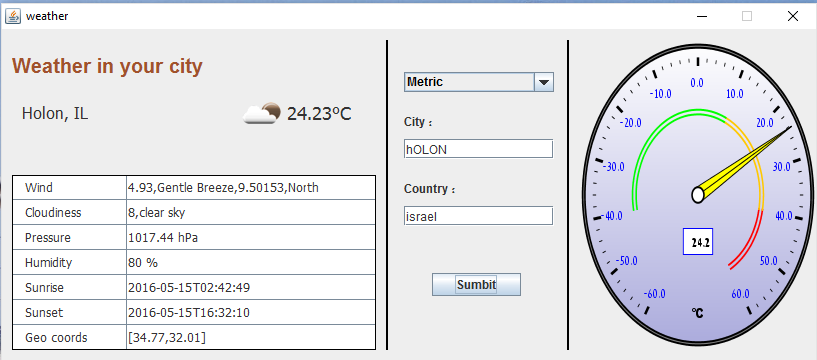 weather
Weather in your city
Holon, IL
24.23ºC
Wind 4.93,Gentle Breeze,9.50153,North
Cloudiness 8,clear sky
Pressure 1017.44 hPa
Humidity 80 %
Sunrise 2016-05-15T02:42:49
Sunset 2016-05-15T16:32:10
Geo coords [34.77,32.01]
Metric
City :
hOLON
Country :
israel
Sumbit
0.0
-10.0 10.0
-20.0 20.0
-30.0 30.0
-40.0 40.0
24.2
-50.0 50.0
-60.0 60.0
°C